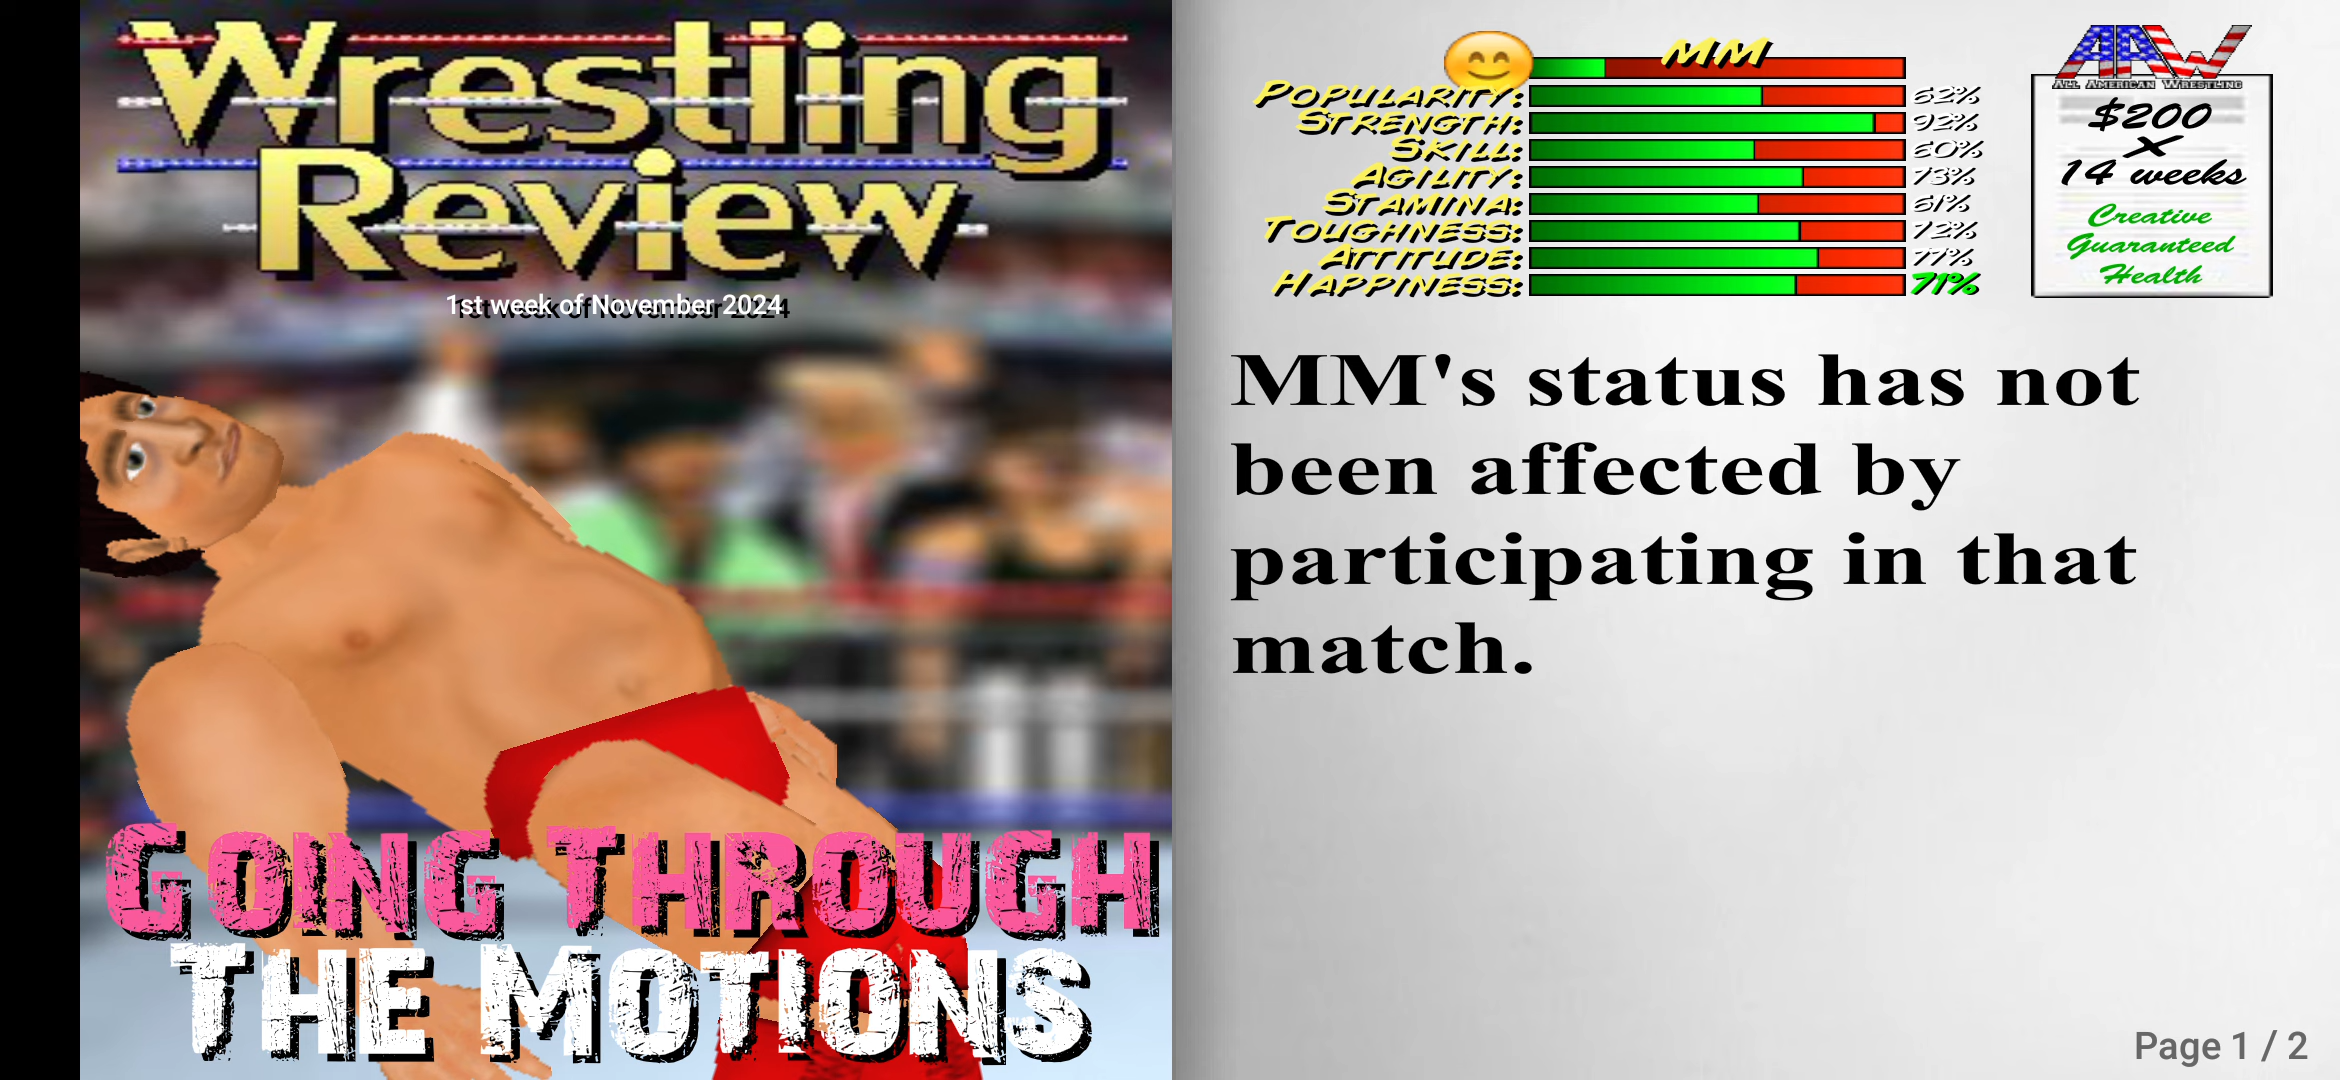 Wrestling
Review
1st week of November 2024
GOING THROUGH
THE MOTIONS
MM
POPULARITY: 62%
STRENGTH: 92%
SKILL: 60%
AGILITY: 73%
STAMINA: 61%
TOUGHNESS: 72%
ATTITUDE: 77%
HAPPINESS: 71%
AAW
ALL AMERICAN WRESTLING
$200
X
14 weeks
Creative
Guaranteed
Health
MM's status has not
been affected by
participating in that
match.
Page 1 / 2